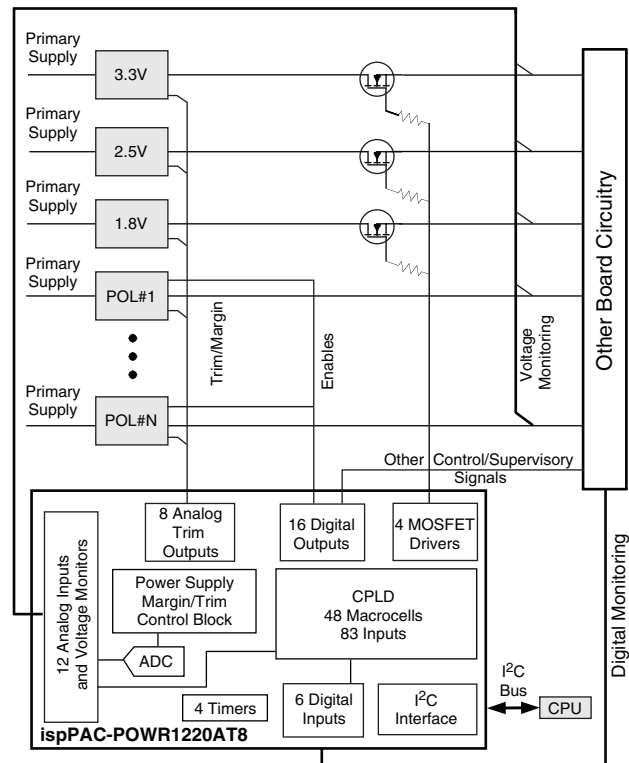 Primary
Supply
3.3V
Primary
Supply
2.5V
Primary
Supply
1.8V
Primary
Supply
POL#1
Primary
Supply
POL#N
Trim/Margin
Enables
Voltage
Monitoring
Other Board Circuitry
Other Control/Supervisory
Signals
8 Analog
Trim
Outputs
16 Digital
Outputs
4 MOSFET
Drivers
12 Analog Inputs
and Voltage Monitors
Power Supply
Margin/Trim
Control Block
ADC
CPLD
48 Macrocells
83 Inputs
4 Timers
6 Digital
Inputs
I²C
Interface
I²C
Bus
CPU
Digital Monitoring
ispPAC-POWR1220AT8